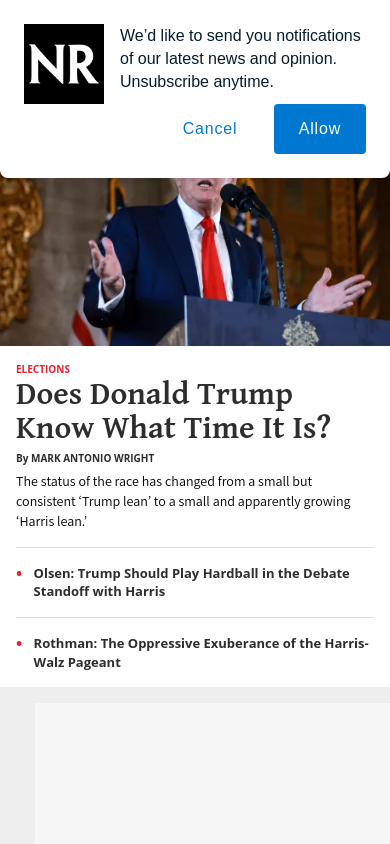 NR
We’d like to send you notifications
of our latest news and opinion.
Unsubscribe anytime.
Cancel
Allow
ELECTIONS
Does Donald Trump
Know What Time It Is?
By MARK ANTONIO WRIGHT
The status of the race has changed from a small but
consistent ‘Trump lean’ to a small and apparently growing
‘Harris lean.’
• Olsen: Trump Should Play Hardball in the Debate
Standoff with Harris
• Rothman: The Oppressive Exuberance of the Harris-
Walz Pageant